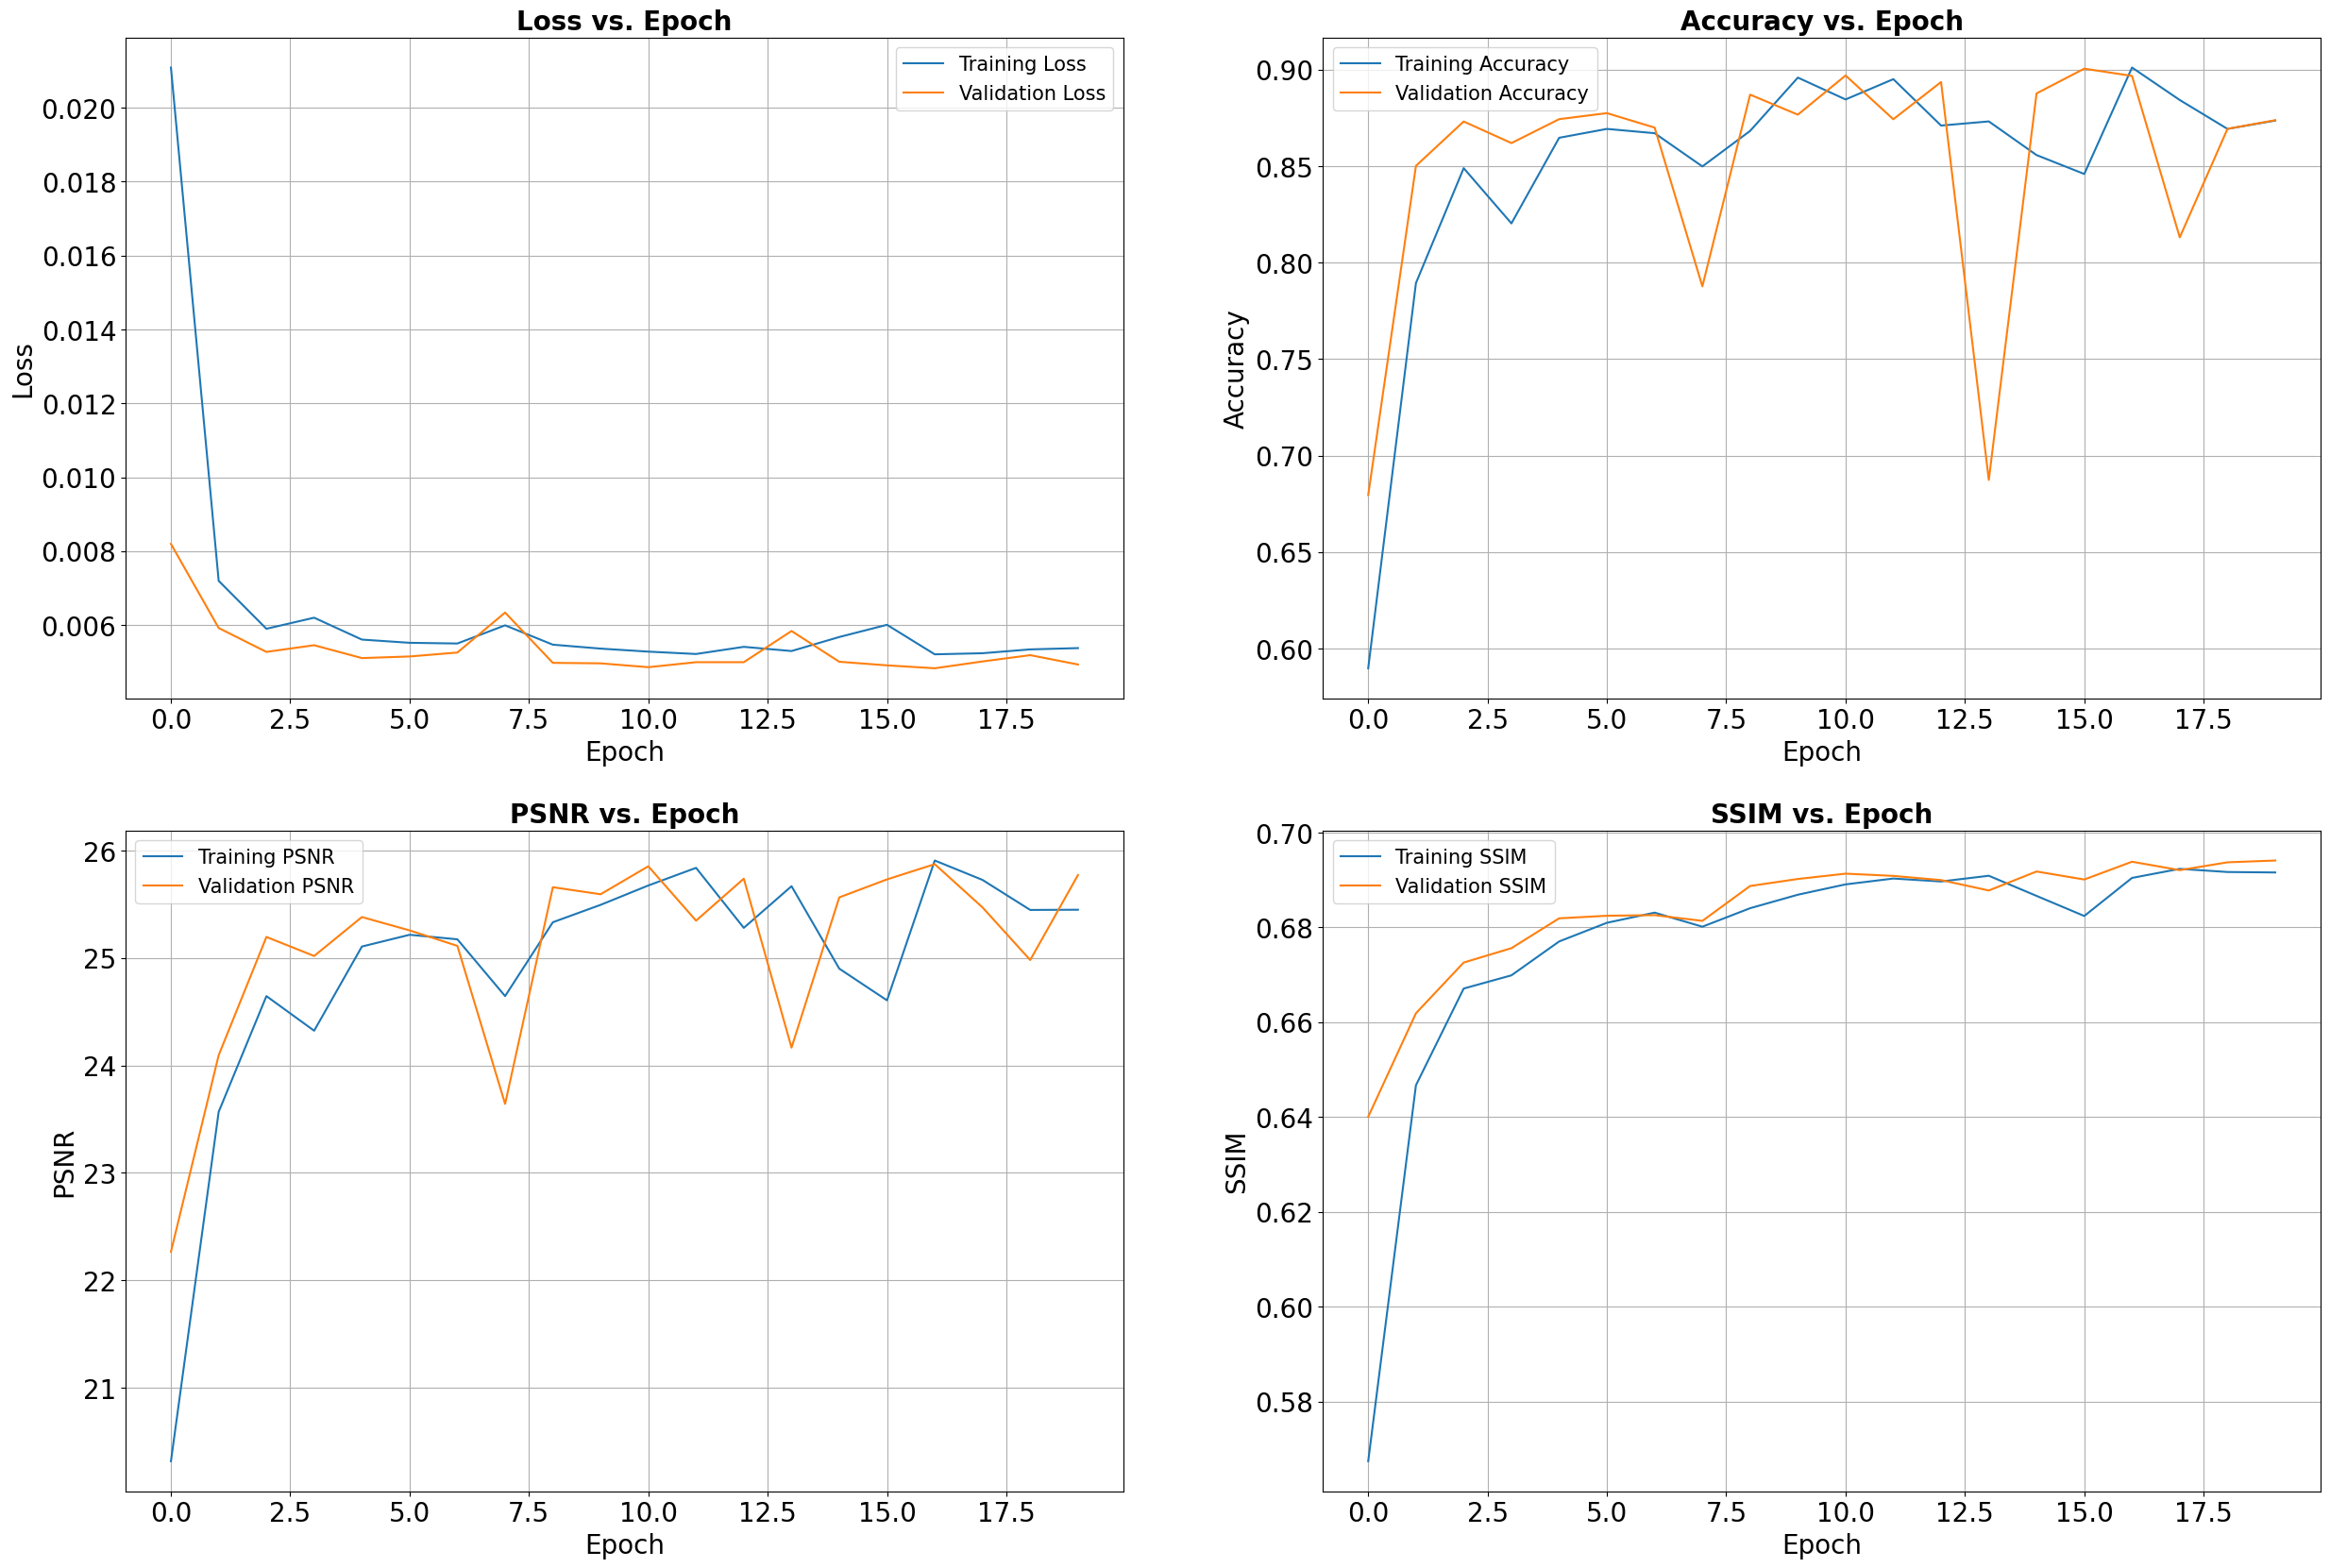 Loss vs. Epoch
Training Loss
Validation Loss
0.020
0.018
0.016
0.014
0.012
0.010
0.008
0.006
Loss
0.0 2.5 5.0 7.5 10.0 12.5 15.0 17.5
Epoch
Accuracy vs. Epoch
Training Accuracy
Validation Accuracy
0.90
0.85
0.80
0.75
0.70
0.65
0.60
Accuracy
0.0 2.5 5.0 7.5 10.0 12.5 15.0 17.5
Epoch
PSNR vs. Epoch
Training PSNR
Validation PSNR
26
25
24
23
22
21
PSNR
0.0 2.5 5.0 7.5 10.0 12.5 15.0 17.5
Epoch
SSIM vs. Epoch
Training SSIM
Validation SSIM
0.70
0.68
0.66
0.64
0.62
0.60
0.58
SSIM
0.0 2.5 5.0 7.5 10.0 12.5 15.0 17.5
Epoch